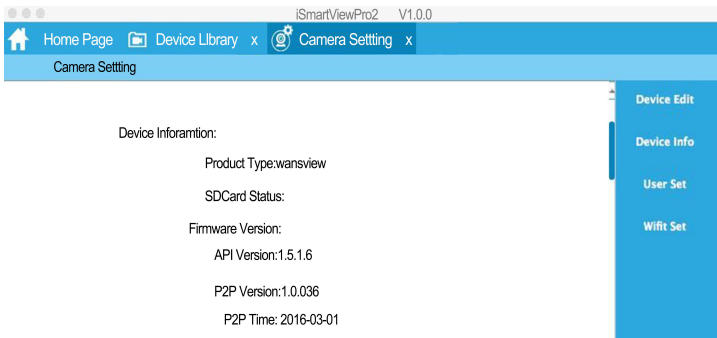 iSmartViewPro2 V1.0.0
Home Page Device LIbrary x Camera Settting x
Camera Settting
Device Edit
Device Inforamtion:
Device Info
Product Type:wansview
User Set
SDCard Status:
Wifit Set
Firmware Version:
API Version:1.5.1.6
P2P Version:1.0.036
P2P Time: 2016-03-01